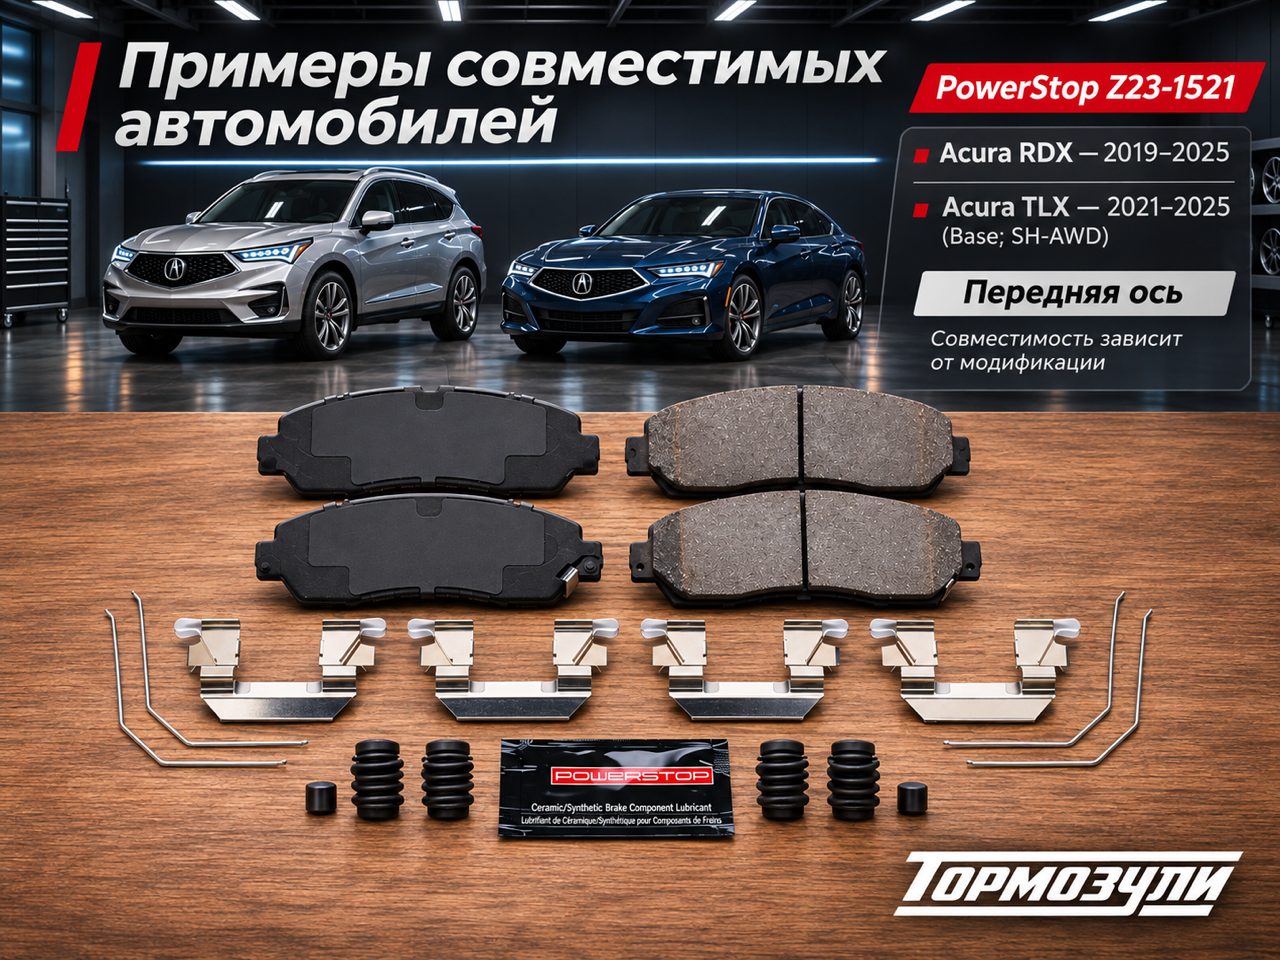 Примеры совместимых
автомобилей
PowerStop Z23-1521
Acura RDX — 2019–2025
Acura TLX — 2021–2025
(Base; SH-AWD)
Передняя ось
Совместимость зависит
от модификации
POWERSTOP
Ceramic/Synthetic Brake Component Lubricant
Lubrifiant de Céramique/Synthétique pour Composants de Freins
ТОРМОЗУЛИ